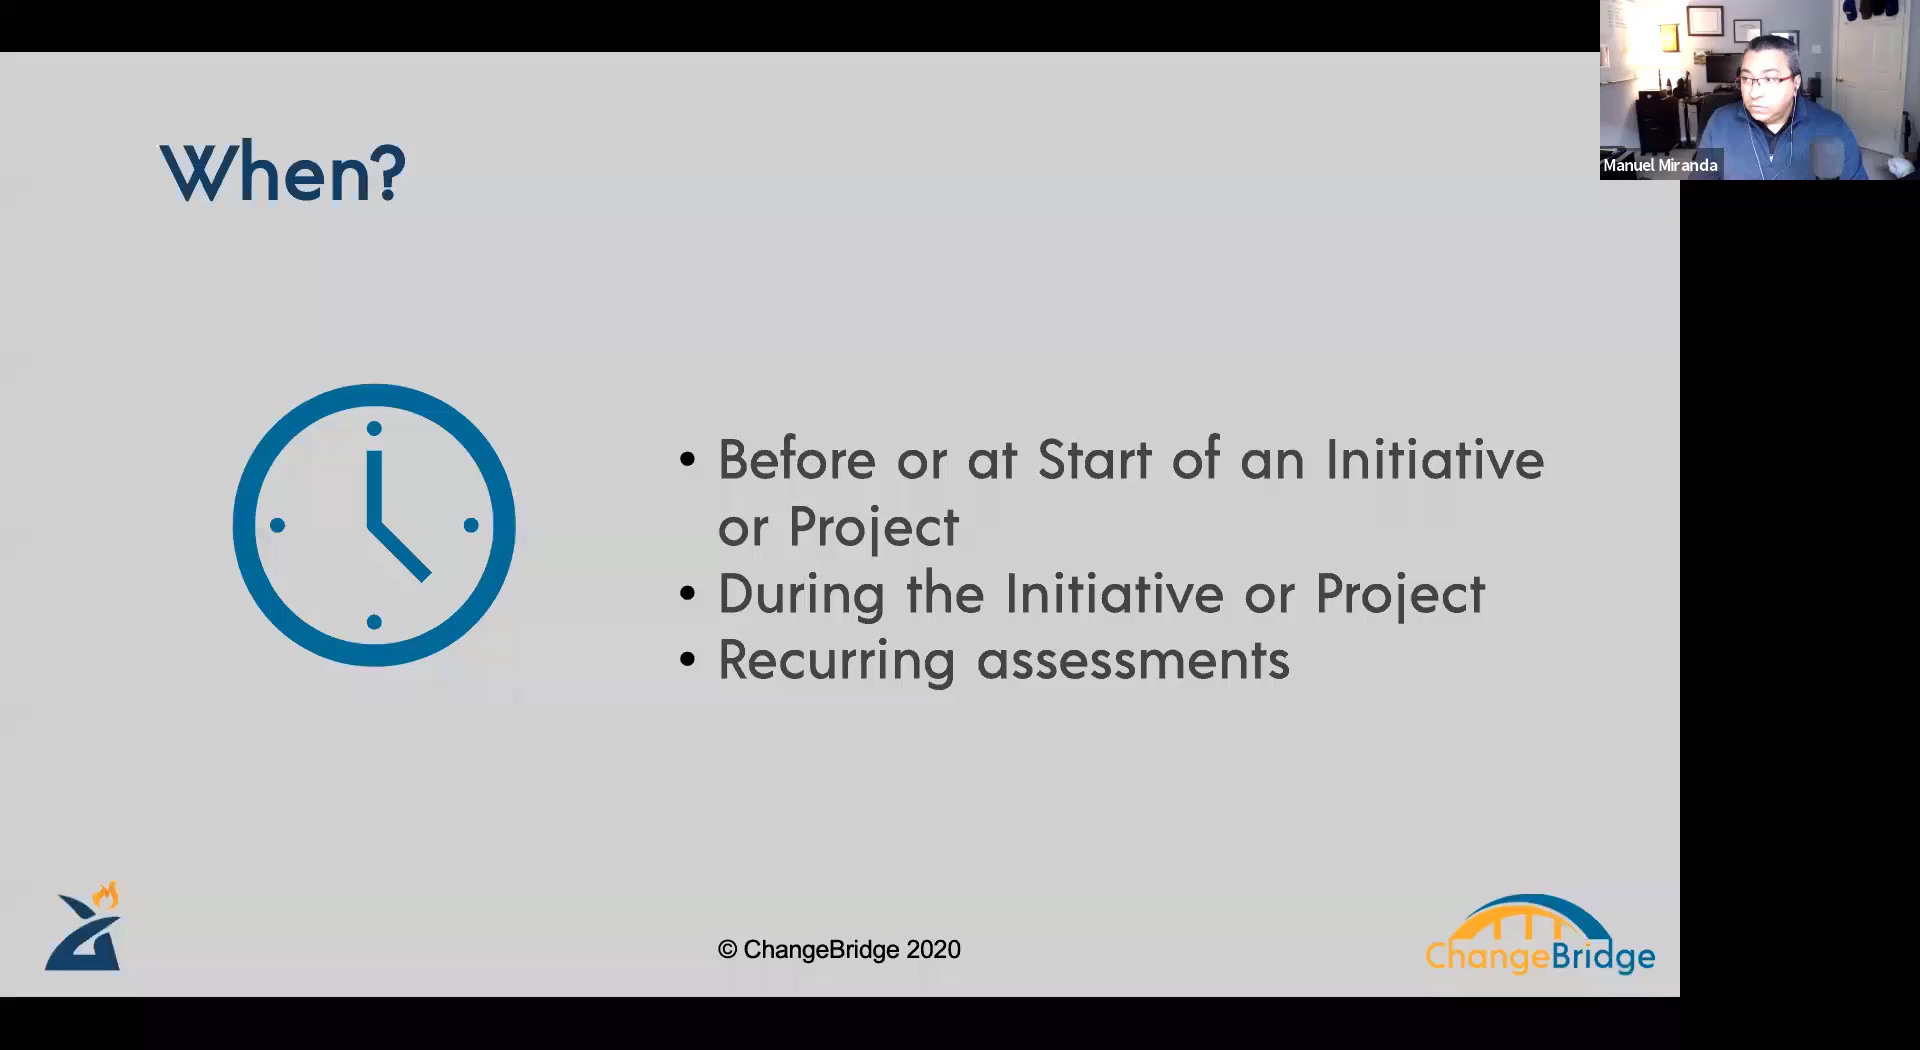 When?
• Before or at Start of an Initiative
or Project
• During the Initiative or Project
• Recurring assessments
© ChangeBridge 2020
ChangeBridge
Manuel Miranda